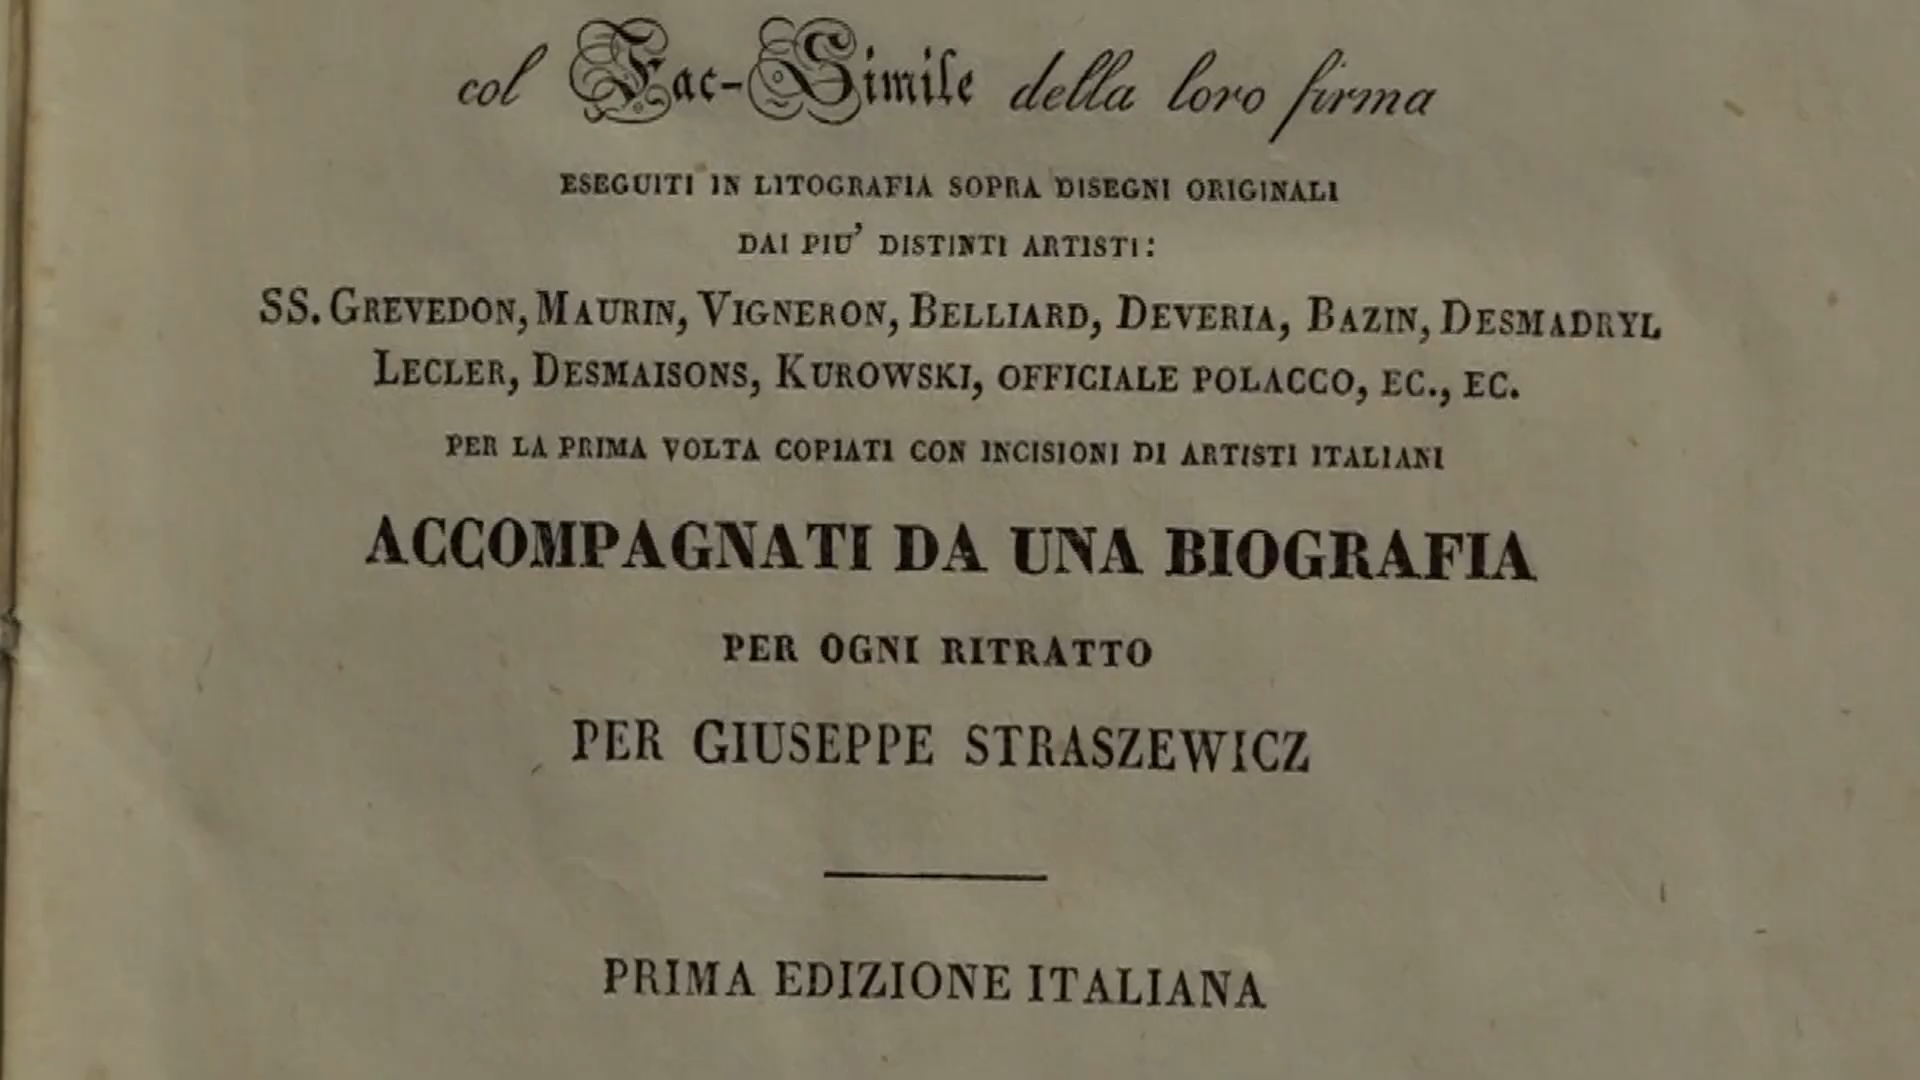 col Fac-Simile della loro firma
ESEGUITI IN LITOGRAFIA SOPRA DISEGNI ORIGINALI
DAI PIU' DISTINTI ARTISTI:
SS. GREVEDON, MAURIN, VIGNERON, BELLIARD, DEVERIA, BAZIN, DESMADRYL
LECLER, DESMAISONS, KUROWSKI, OFFICIALE POLACCO, EC., EC.
PER LA PRIMA VOLTA COPIATI CON INCISIONI DI ARTISTI ITALIANI
ACCOMPAGNATI DA UNA BIOGRAFIA
PER OGNI RITRATTO
PER GIUSEPPE STRASZEWICZ
PRIMA EDIZIONE ITALIANA